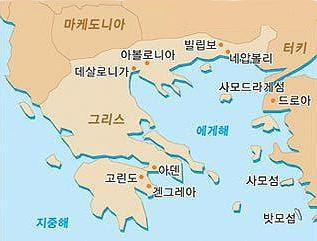 마케도니아
빌립보
터키
아볼로니아
네압볼리
데살로니가
사모드라게섬
드로아
그리스
에게해
아덴
고린도
사모섬
겐그레아
지중해
밧모섬